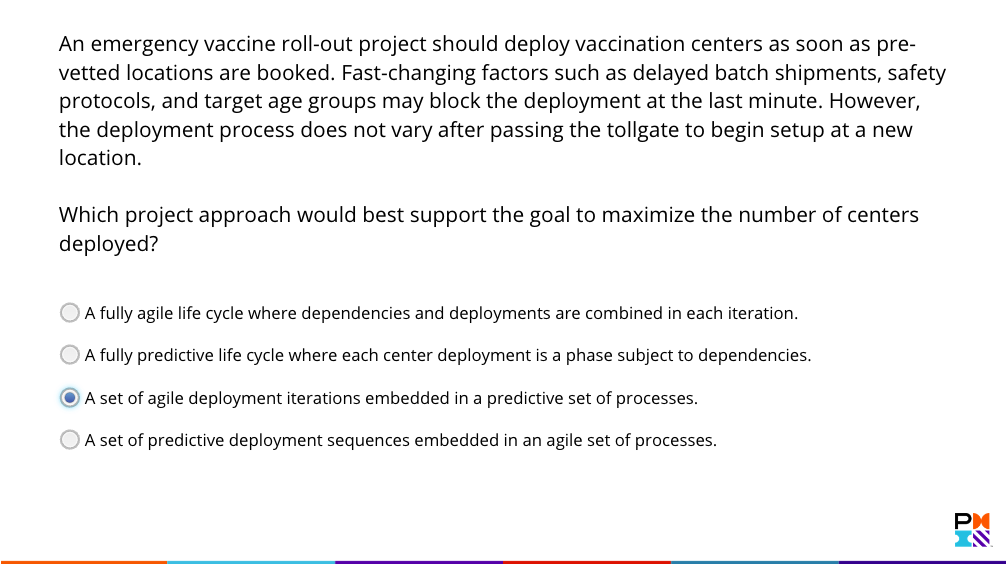 An emergency vaccine roll-out project should deploy vaccination centers as soon as pre-
vetted locations are booked. Fast-changing factors such as delayed batch shipments, safety
protocols, and target age groups may block the deployment at the last minute. However,
the deployment process does not vary after passing the tollgate to begin setup at a new
location.
Which project approach would best support the goal to maximize the number of centers
deployed?
A fully agile life cycle where dependencies and deployments are combined in each iteration.
A fully predictive life cycle where each center deployment is a phase subject to dependencies.
A set of agile deployment iterations embedded in a predictive set of processes.
A set of predictive deployment sequences embedded in an agile set of processes.